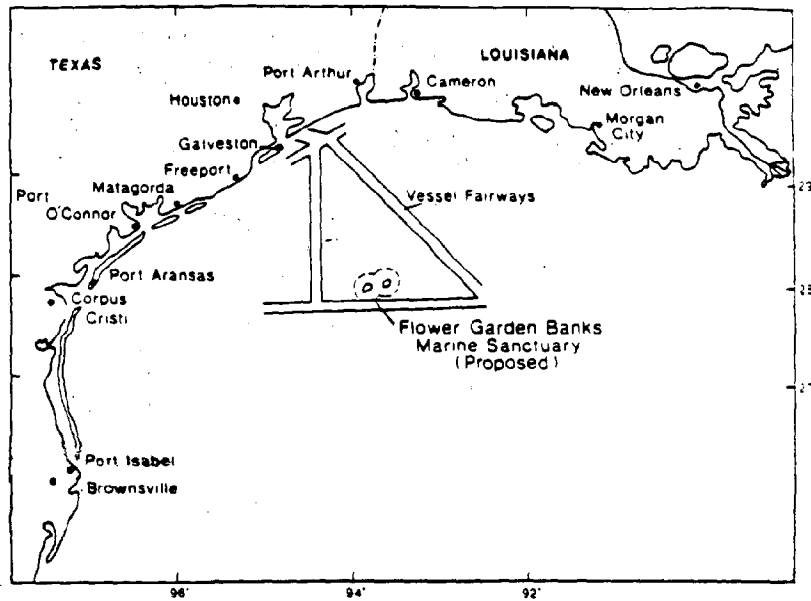 TEXAS
LOUISIANA
Port Arthur
Cameron
Houston
New Orleans
Galveston
Morgan
City
Freeport
Matagorda
Port
O'Connor
Vessel Fairways
Port Aransas
Corpus
Cristi
Flower Garden Banks
Marine Sanctuary
(Proposed)
Port Isabel
Brownsville
96'
94'
92'